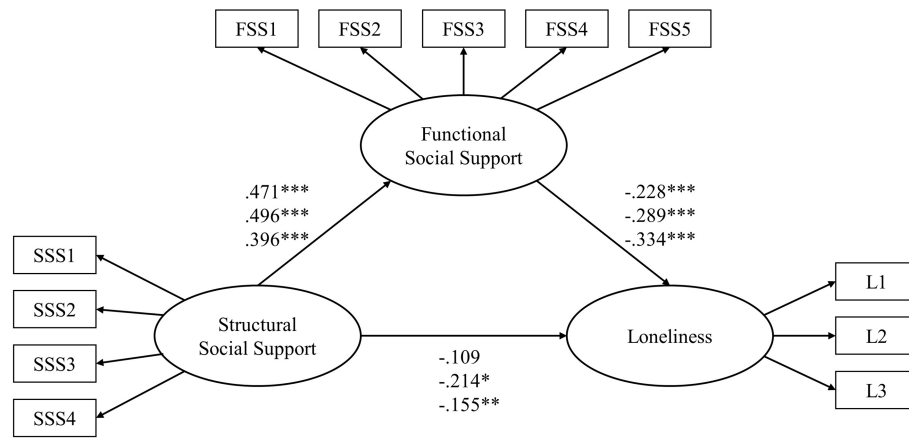 FSS1
FSS2
FSS3
FSS4
FSS5
Functional
Social Support
.471***
.496***
.396***
-.228***
-.289***
-.334***
SSS1
SSS2
SSS3
SSS4
Structural
Social Support
Loneliness
L1
L2
L3
-.109
-.214*
-.155**